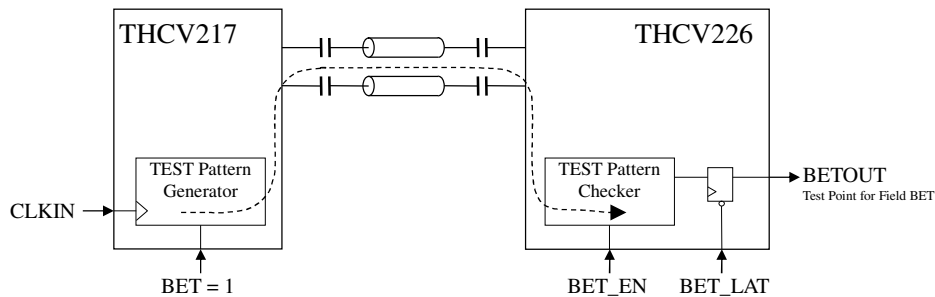 THCV217
THCV226
TEST Pattern
Generator
TEST Pattern
Checker
BETOUT
Test Point for Field BET
CLKIN
BET = 1
BET_EN
BET_LAT